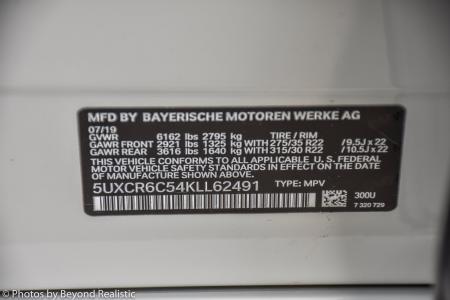 MFD BY BAYERISCHE MOTOREN WERKE AG
07/19
GVWR 6162 lbs 2795 kg TIRE / RIM
GAWR FRONT 2921 lbs 1325 kg WITH 275/35 R22 / 9.5J x 22
GAWR REAR 3616 lbs 1640 kg WITH 315/30 R22 / 10.5J x 22
THIS VEHICLE CONFORMS TO ALL APPLICABLE U. S. FEDERAL
MOTOR VEHICLE SAFETY STANDARDS IN EFFECT ON THE DATE
OF MANUFACTURE SHOWN ABOVE.
5UXCR6C54KLL62491 TYPE: MPV
300U
7 320 729
© Photos by Beyond Realistic